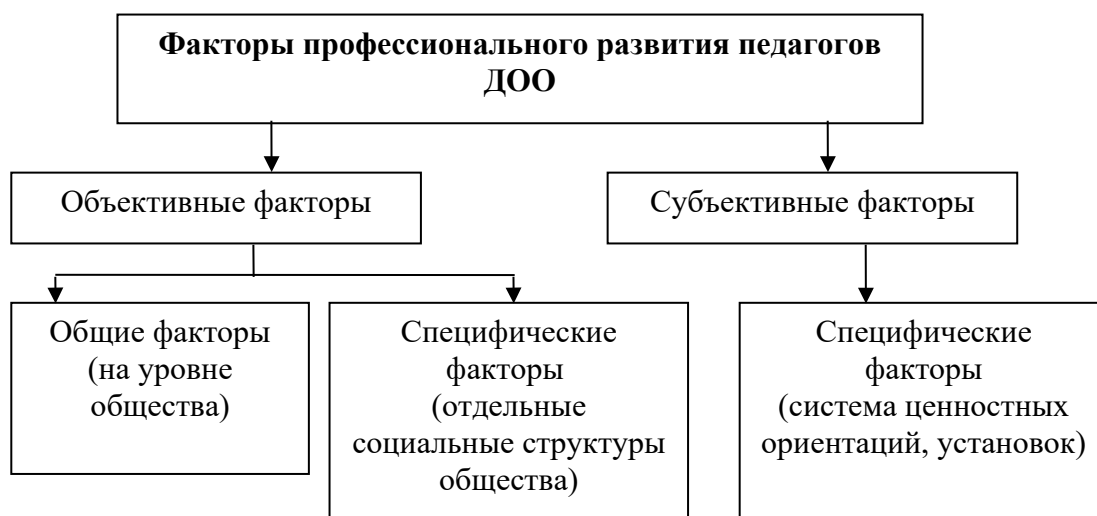 Факторы профессионального развития педагогов
ДОО
Объективные факторы
Субъективные факторы
Общие факторы
(на уровне
общества)
Специфические
факторы
(отдельные
социальные структуры
общества)
Специфические
факторы
(система ценностных
ориентаций, установок)